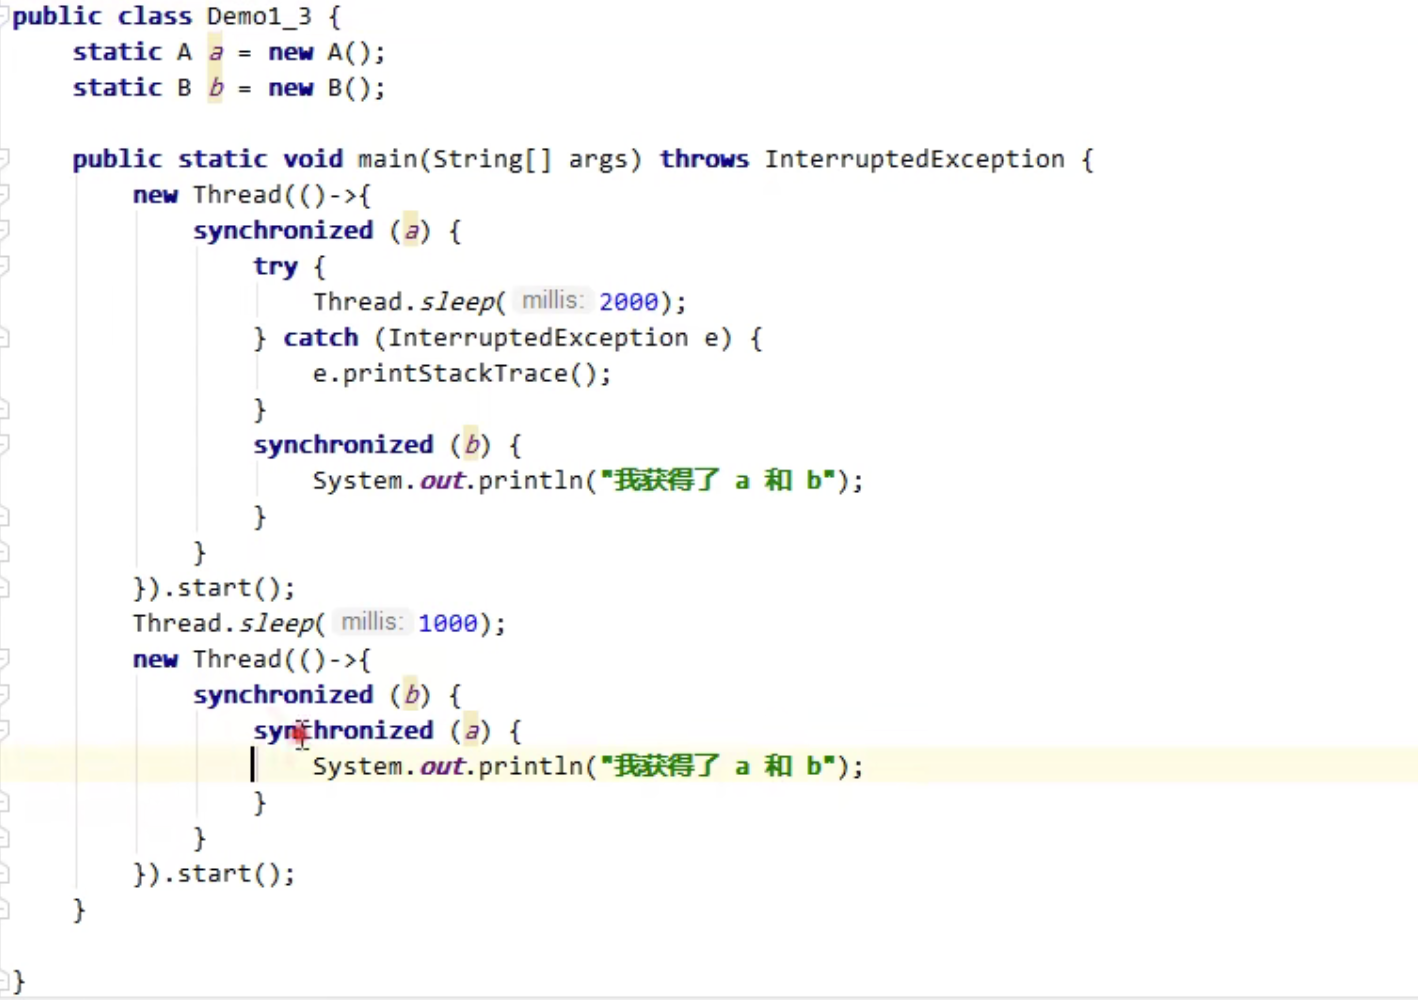 public class Demo1_3 {
    static A a = new A();
    static B b = new B();
    public static void main(String[] args) throws InterruptedException {
        new Thread(()->{
            synchronized (a) {
                try {
                    Thread.sleep( millis: 2000);
                } catch (InterruptedException e) {
                    e.printStackTrace();
                }
                synchronized (b) {
                    System.out.println("我获得了 a 和 b");
                }
            }
        }).start();
        Thread.sleep( millis: 1000);
        new Thread(()->{
            synchronized (b) {
                synchronized (a) {
                    System.out.println("我获得了 a 和 b");
                }
            }
        }).start();
    }
}